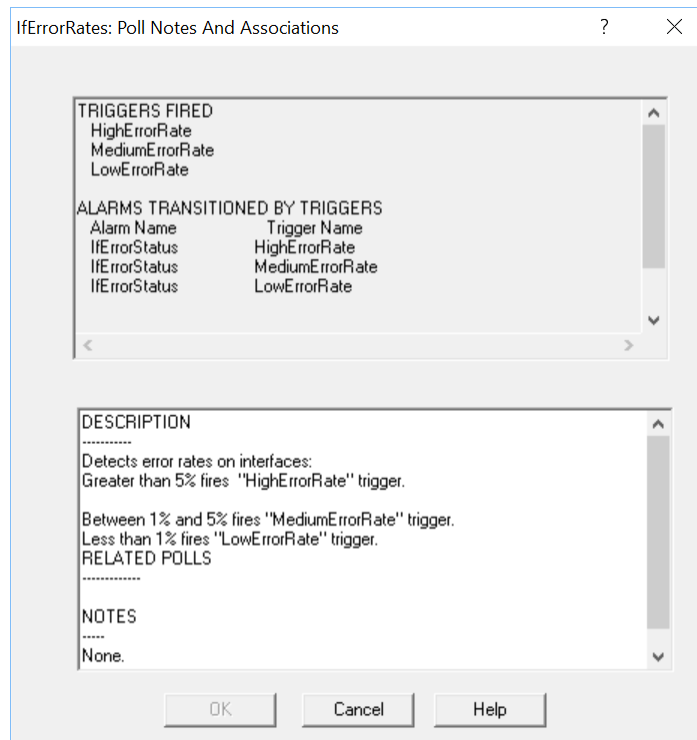 IfErrorRates: Poll Notes And Associations
TRIGGERS FIRED
HighErrorRate
MediumErrorRate
LowErrorRate
ALARMS TRANSITIONED BY TRIGGERS
Alarm Name Trigger Name
IfErrorStatus HighErrorRate
IfErrorStatus MediumErrorRate
IfErrorStatus LowErrorRate
DESCRIPTION
-----------
Detects error rates on interfaces:
Greater than 5% fires "HighErrorRate" trigger.
Between 1% and 5% fires "MediumErrorRate" trigger.
Less than 1% fires "LowErrorRate" trigger.
RELATED POLLS
-------------
NOTES
-----
None.
OK Cancel Help